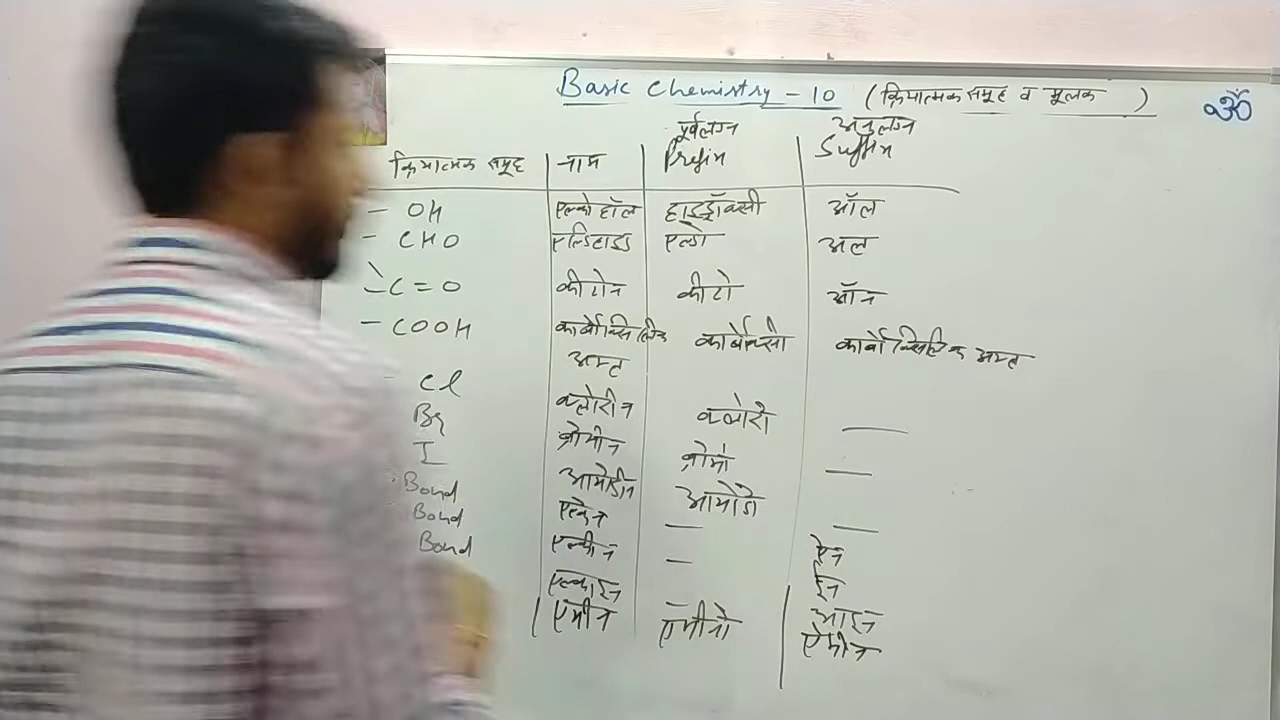 Basic Chemistry - 10 (क्रियात्मक समूह व मूलक) ॐ
पूर्वलग्न अनुलग्न
क्रियात्मक समूह नाम Prefix Suffix
- OH एल्कोहॉल हाइड्रॉक्सी ऑल
- CHO एल्डिहाइड एल्डो अल
C = O कीटोन कीटो ऑन
- COOH कार्बोक्सिलिक कार्बोक्सी कार्बोक्सिलिक अम्ल
अम्ल
Cl क्लोरीन क्लोरो —
Br ब्रोमीन ब्रोमो —
I आयोडीन आयोडो —
Bond एल्केन — ऐन
Bond एल्कीन — ईन
Bond एल्काइन — आइन
एमीन एमीनो ऐमीन